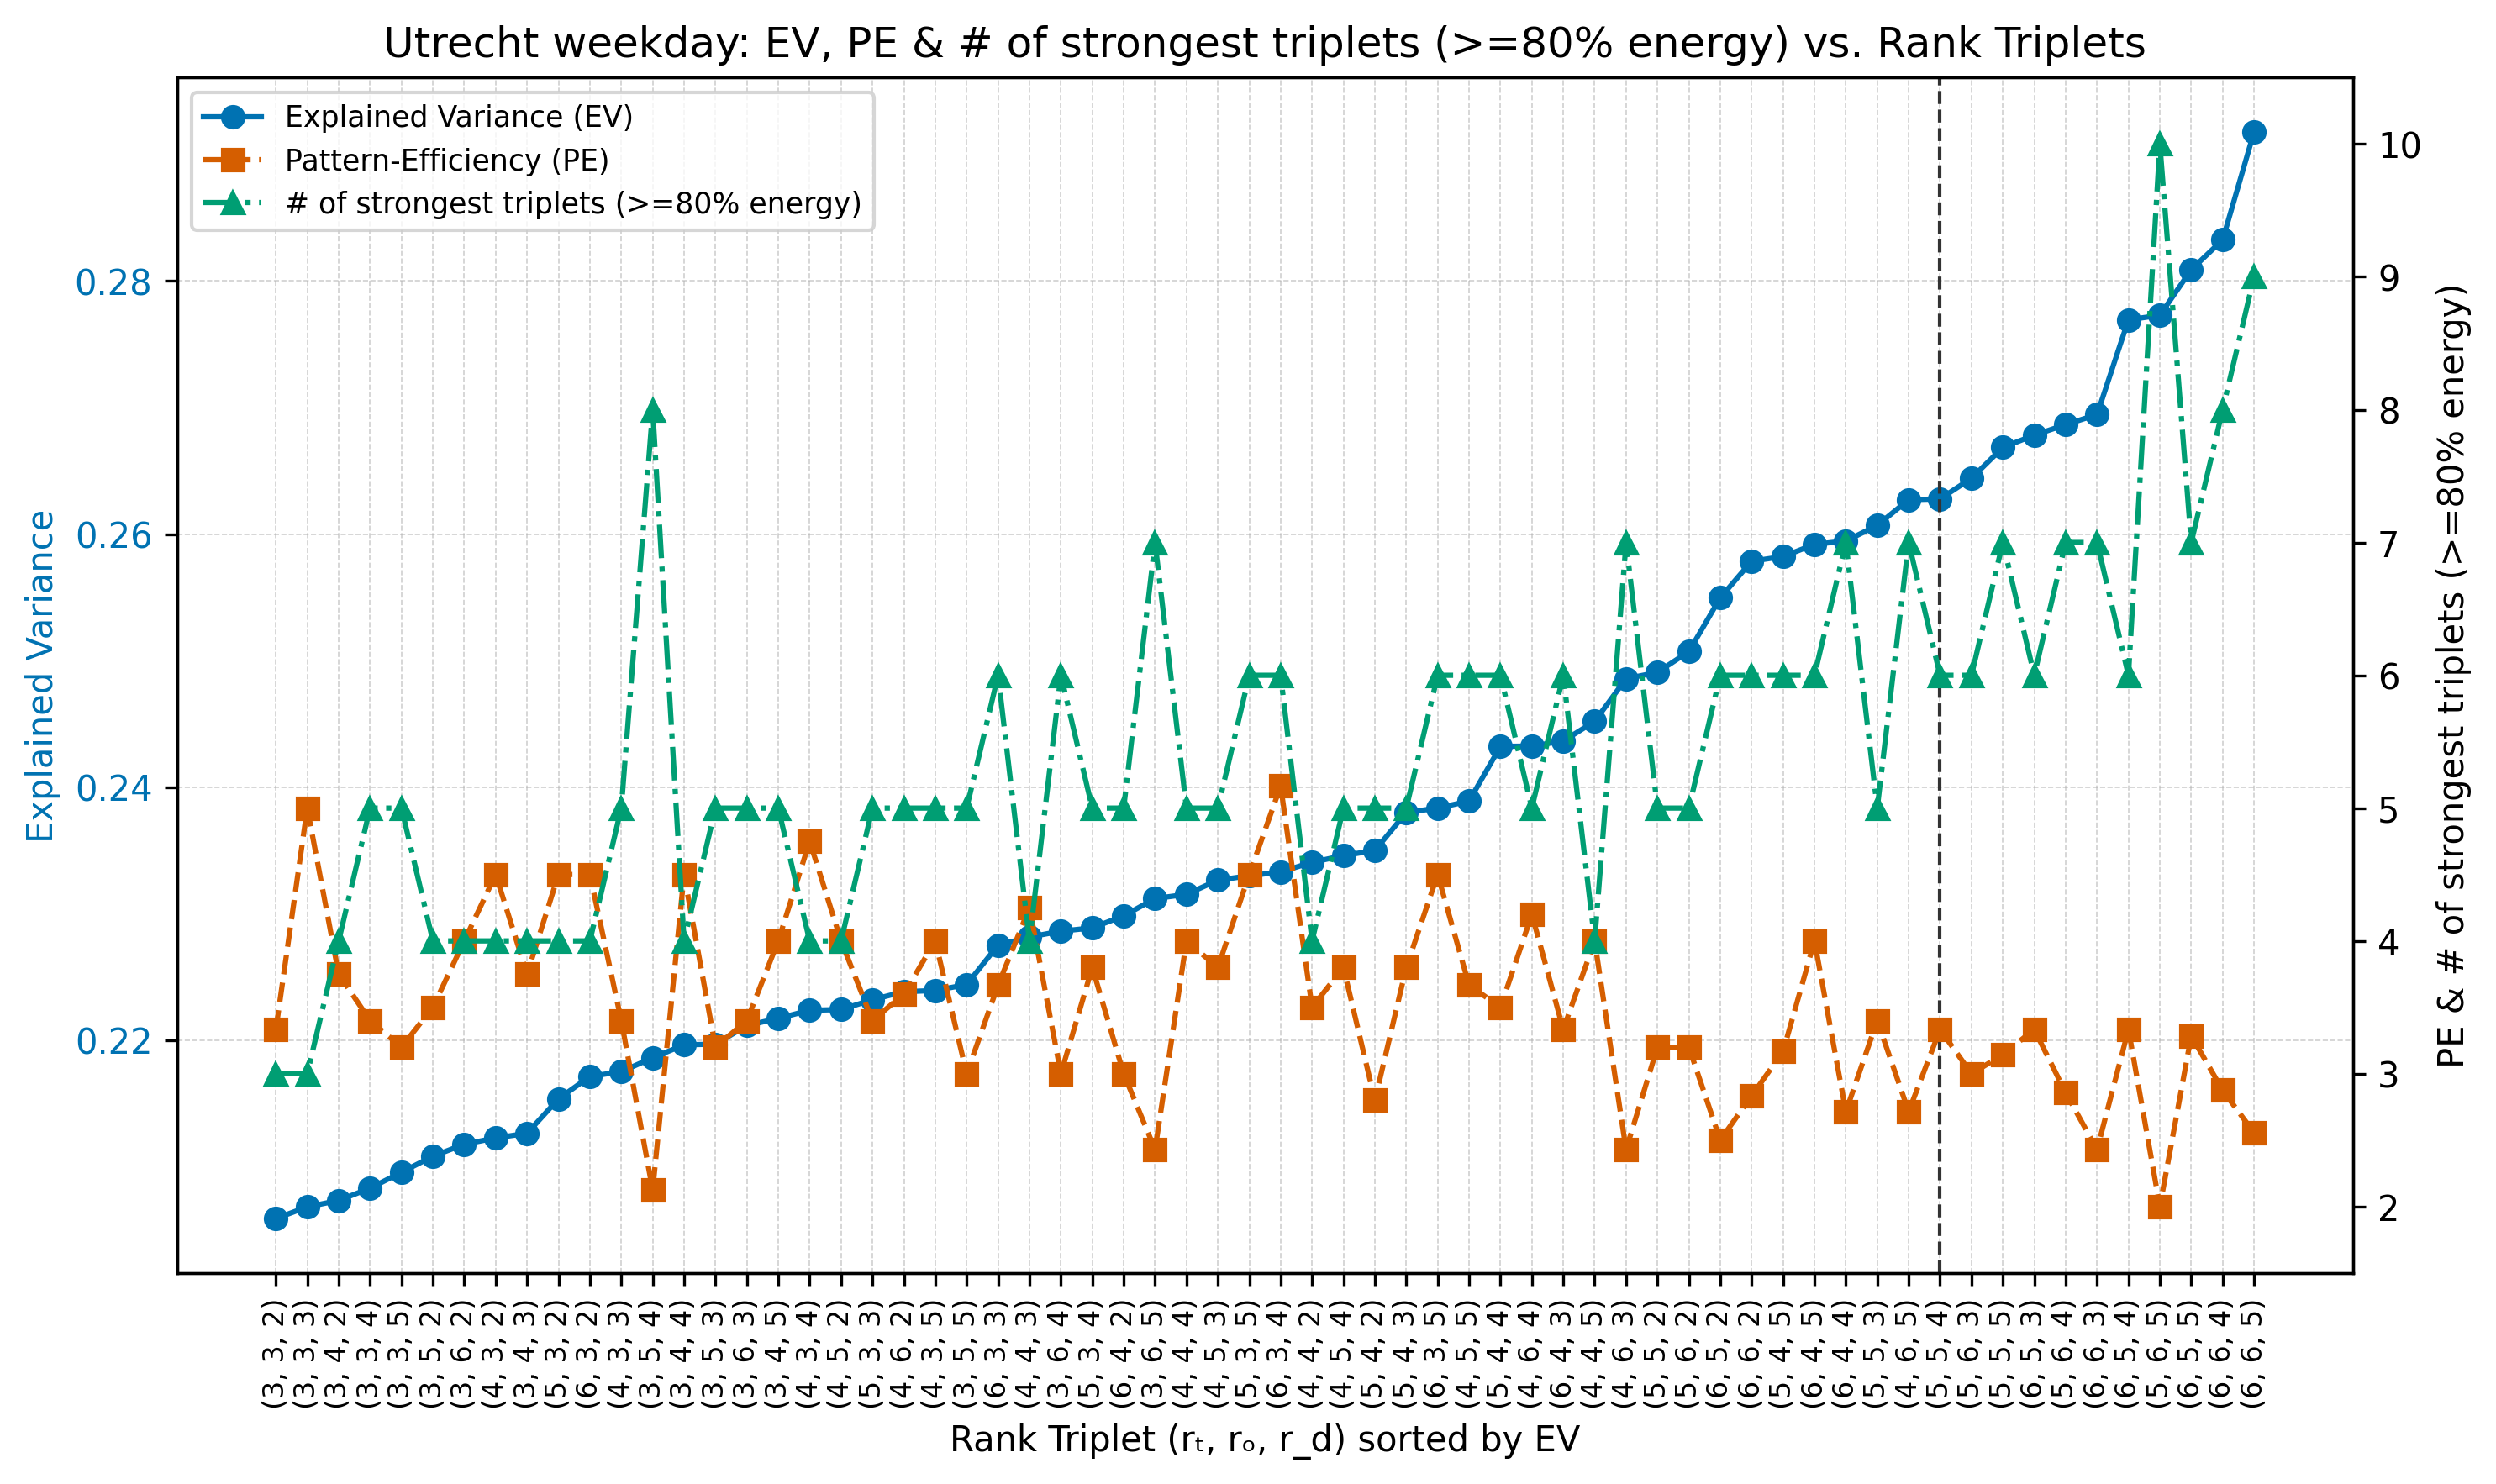 Utrecht weekday: EV, PE & # of strongest triplets (>=80% energy) vs. Rank Triplets
Explained Variance (EV)
Pattern-Efficiency (PE)
# of strongest triplets (>=80% energy)
Explained Variance
0.28
0.26
0.24
0.22
10
9
8
7
6
5
4
3
2
PE & # of strongest triplets (>=80% energy)
(3, 3, 2)
(3, 3, 3)
(3, 4, 2)
(3, 3, 4)
(3, 3, 5)
(3, 5, 2)
(3, 6, 2)
(4, 3, 2)
(3, 4, 3)
(5, 3, 2)
(6, 3, 2)
(4, 3, 3)
(3, 5, 4)
(3, 4, 4)
(3, 5, 3)
(3, 6, 3)
(3, 4, 5)
(4, 3, 4)
(4, 5, 2)
(5, 3, 3)
(4, 6, 2)
(4, 3, 5)
(3, 5, 5)
(6, 3, 3)
(4, 4, 3)
(3, 6, 4)
(5, 3, 4)
(6, 4, 2)
(3, 6, 5)
(4, 4, 4)
(4, 5, 3)
(5, 3, 5)
(6, 3, 4)
(4, 4, 2)
(4, 5, 4)
(5, 4, 2)
(5, 4, 3)
(6, 3, 5)
(4, 5, 5)
(5, 4, 4)
(4, 6, 4)
(6, 4, 3)
(4, 4, 5)
(4, 6, 3)
(5, 5, 2)
(5, 6, 2)
(6, 5, 2)
(6, 6, 2)
(5, 4, 5)
(6, 4, 5)
(6, 4, 4)
(5, 5, 3)
(4, 6, 5)
(5, 5, 4)
(5, 6, 3)
(5, 5, 5)
(6, 5, 3)
(5, 6, 4)
(6, 6, 3)
(6, 5, 4)
(5, 6, 5)
(6, 5, 5)
(6, 6, 4)
(6, 6, 5)
Rank Triplet (rₜ, rₒ, r_d) sorted by EV